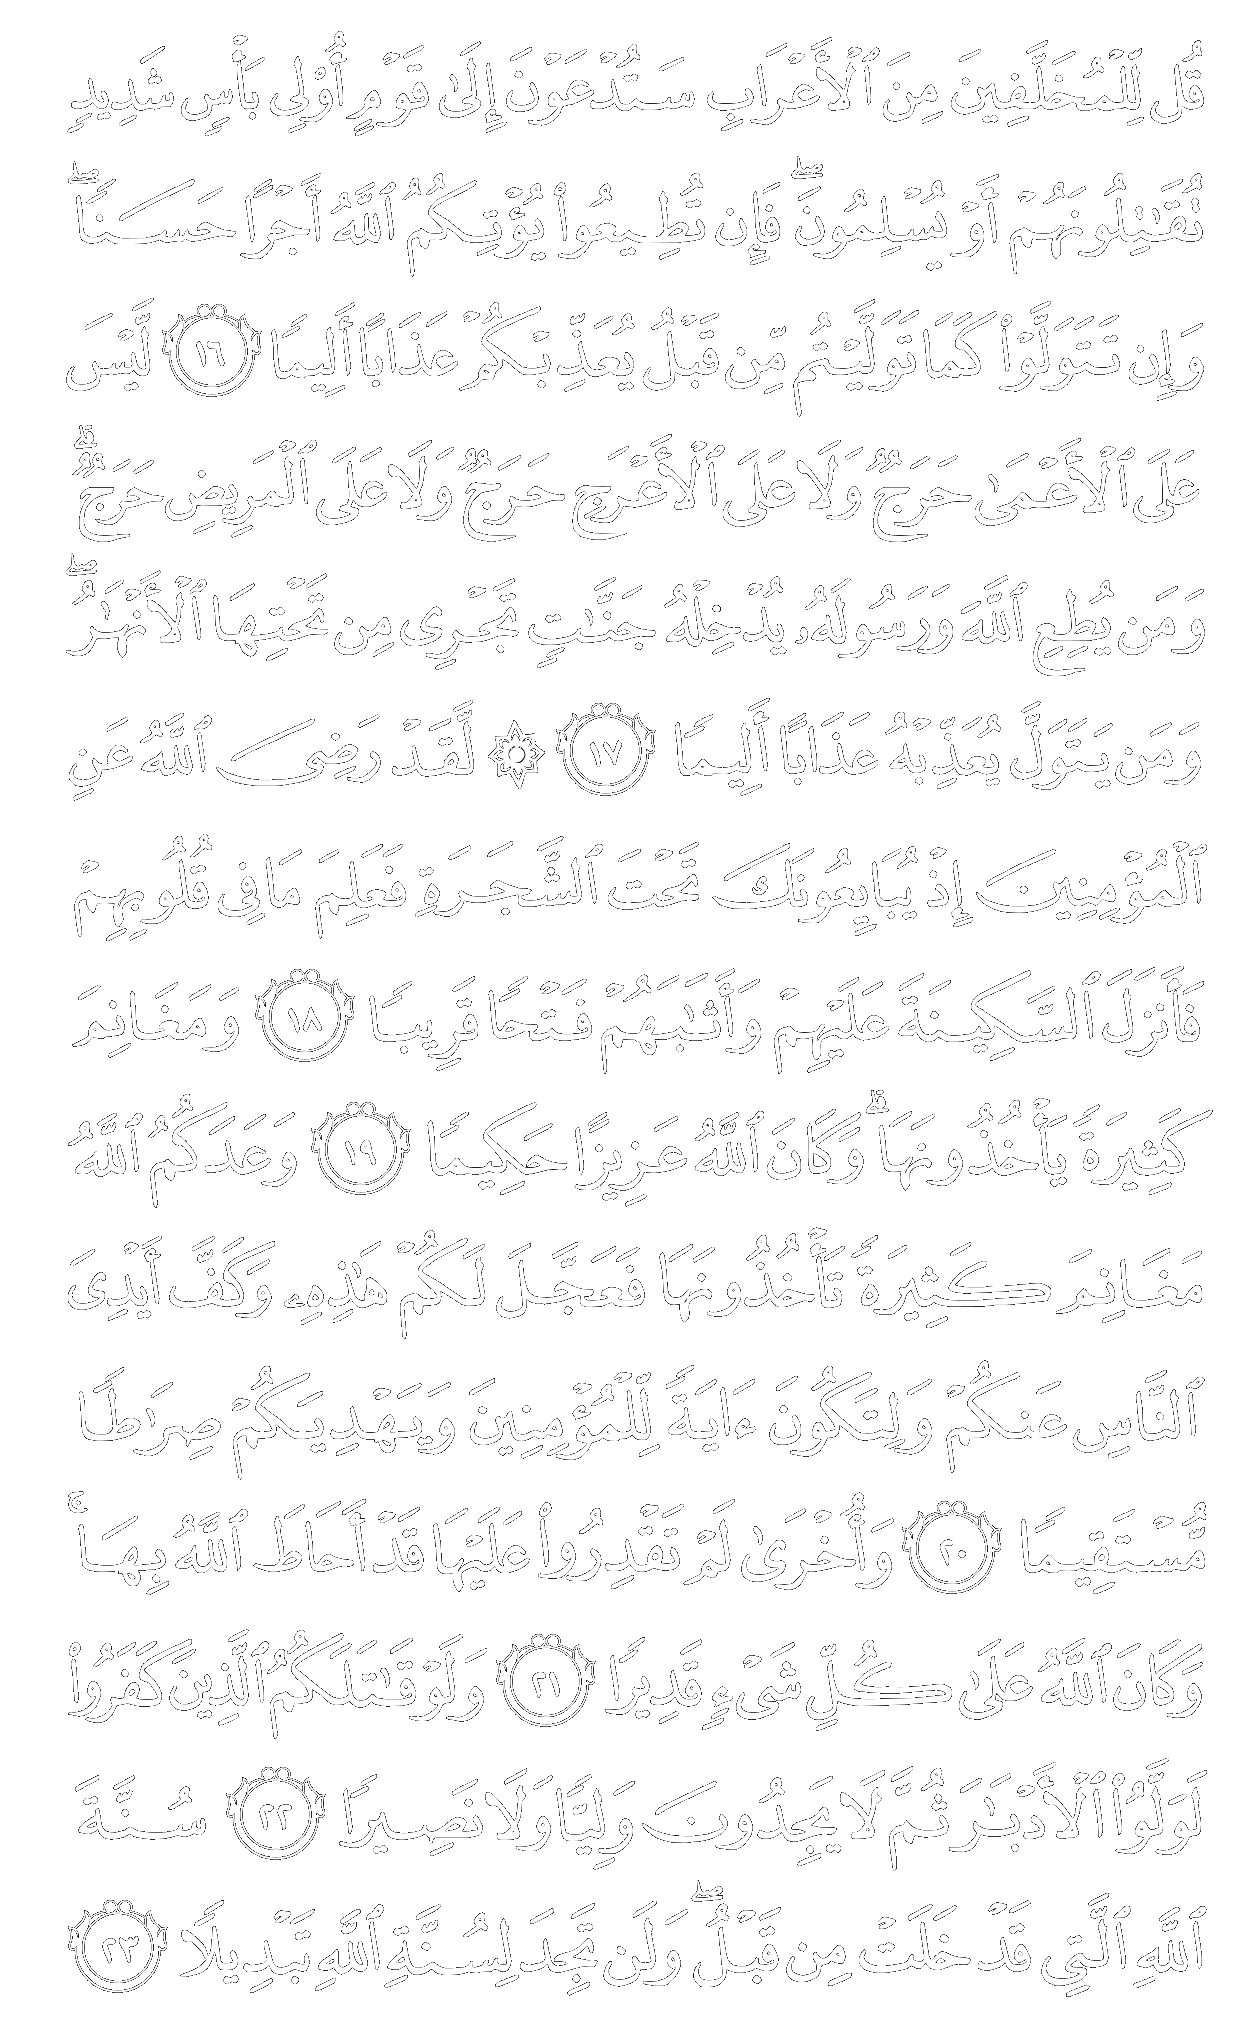 قُل لِّلْمُخَلَّفِينَ مِنَ ٱلْأَعْرَابِ سَتُدْعَوْنَ إِلَىٰ قَوْمٍ أُو۟لِى بَأْسٍ شَدِيدٍ
تُقَـٰتِلُونَهُمْ أَوْ يُسْلِمُونَ ۖ فَإِن تُطِيعُوا۟ يُؤْتِكُمُ ٱللَّهُ أَجْرًا حَسَنًا ۖ
وَإِن تَتَوَلَّوْا۟ كَمَا تَوَلَّيْتُم مِّن قَبْلُ يُعَذِّبْكُمْ عَذَابًا أَلِيمًا ١٦ لَّيْسَ
عَلَى ٱلْأَعْمَىٰ حَرَجٌ وَلَا عَلَى ٱلْأَعْرَجِ حَرَجٌ وَلَا عَلَى ٱلْمَرِيضِ حَرَجٌ ۗ
وَمَن يُطِعِ ٱللَّهَ وَرَسُولَهُۥ يُدْخِلْهُ جَنَّـٰتٍ تَجْرِى مِن تَحْتِهَا ٱلْأَنْهَـٰرُ ۖ
وَمَن يَتَوَلَّ يُعَذِّبْهُ عَذَابًا أَلِيمًا ١٧ ۞ لَّقَدْ رَضِىَ ٱللَّهُ عَنِ
ٱلْمُؤْمِنِينَ إِذْ يُبَايِعُونَكَ تَحْتَ ٱلشَّجَرَةِ فَعَلِمَ مَا فِى قُلُوبِهِمْ
فَأَنزَلَ ٱلسَّكِينَةَ عَلَيْهِمْ وَأَثَـٰبَهُمْ فَتْحًا قَرِيبًا ١٨ وَمَغَانِمَ
كَثِيرَةً يَأْخُذُونَهَا ۗ وَكَانَ ٱللَّهُ عَزِيزًا حَكِيمًا ١٩ وَعَدَكُمُ ٱللَّهُ
مَغَانِمَ كَثِيرَةً تَأْخُذُونَهَا فَعَجَّلَ لَكُمْ هَـٰذِهِۦ وَكَفَّ أَيْدِىَ
ٱلنَّاسِ عَنكُمْ وَلِتَكُونَ ءَايَةً لِّلْمُؤْمِنِينَ وَيَهْدِيَكُمْ صِرَٰطًا
مُّسْتَقِيمًا ٢٠ وَأُخْرَىٰ لَمْ تَقْدِرُوا۟ عَلَيْهَا قَدْ أَحَاطَ ٱللَّهُ بِهَا ۚ
وَكَانَ ٱللَّهُ عَلَىٰ كُلِّ شَىْءٍ قَدِيرًا ٢١ وَلَوْ قَـٰتَلَكُمُ ٱلَّذِينَ كَفَرُوا۟
لَوَلَّوُا۟ ٱلْأَدْبَـٰرَ ثُمَّ لَا يَجِدُونَ وَلِيًّا وَلَا نَصِيرًا ٢٢ سُنَّةَ
ٱللَّهِ ٱلَّتِى قَدْ خَلَتْ مِن قَبْلُ ۖ وَلَن تَجِدَ لِسُنَّةِ ٱللَّهِ تَبْدِيلًا ٢٣